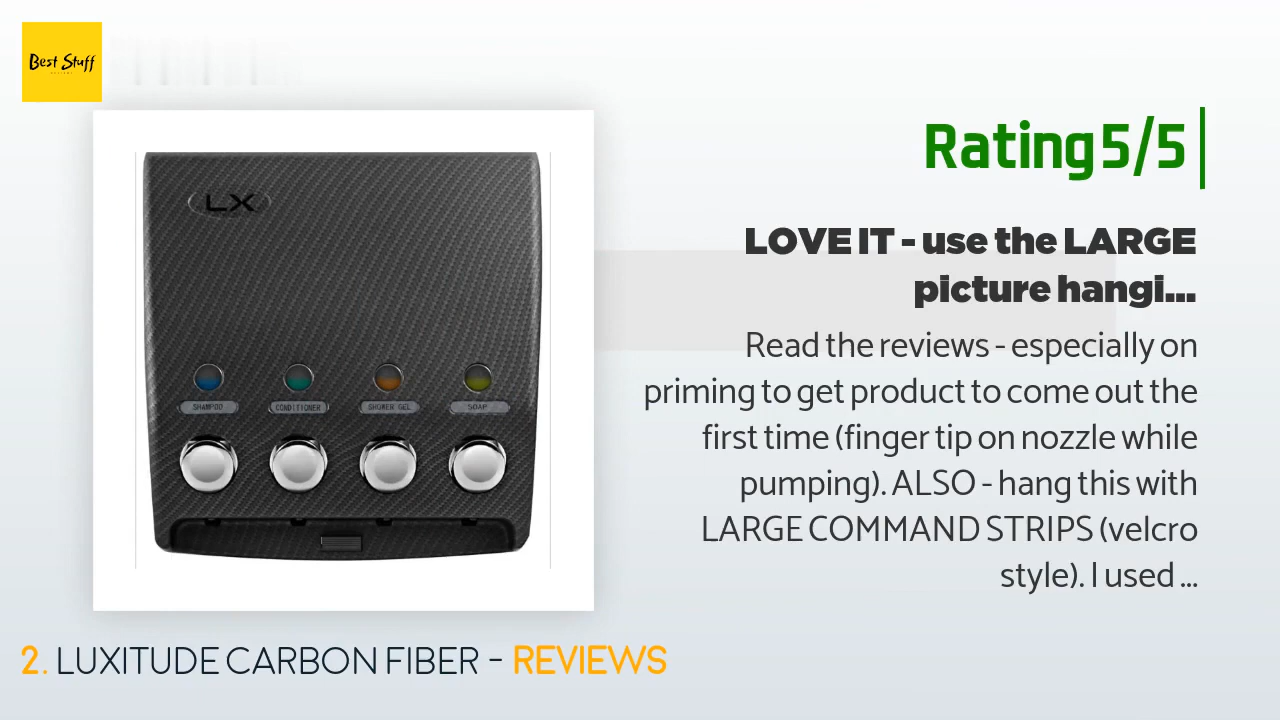 Best Stuff
LX
SHAMPOO
CONDITIONER
SHOWER GEL
SOAP
Rating 5/5
LOVE IT - use the LARGE
picture hangi...
Read the reviews - especially on
priming to get product to come out the
first time (finger tip on nozzle while
pumping). ALSO - hang this with
LARGE COMMAND STRIPS (velcro
style). I used ...
2. LUXITUDE CARBON FIBER - REVIEWS